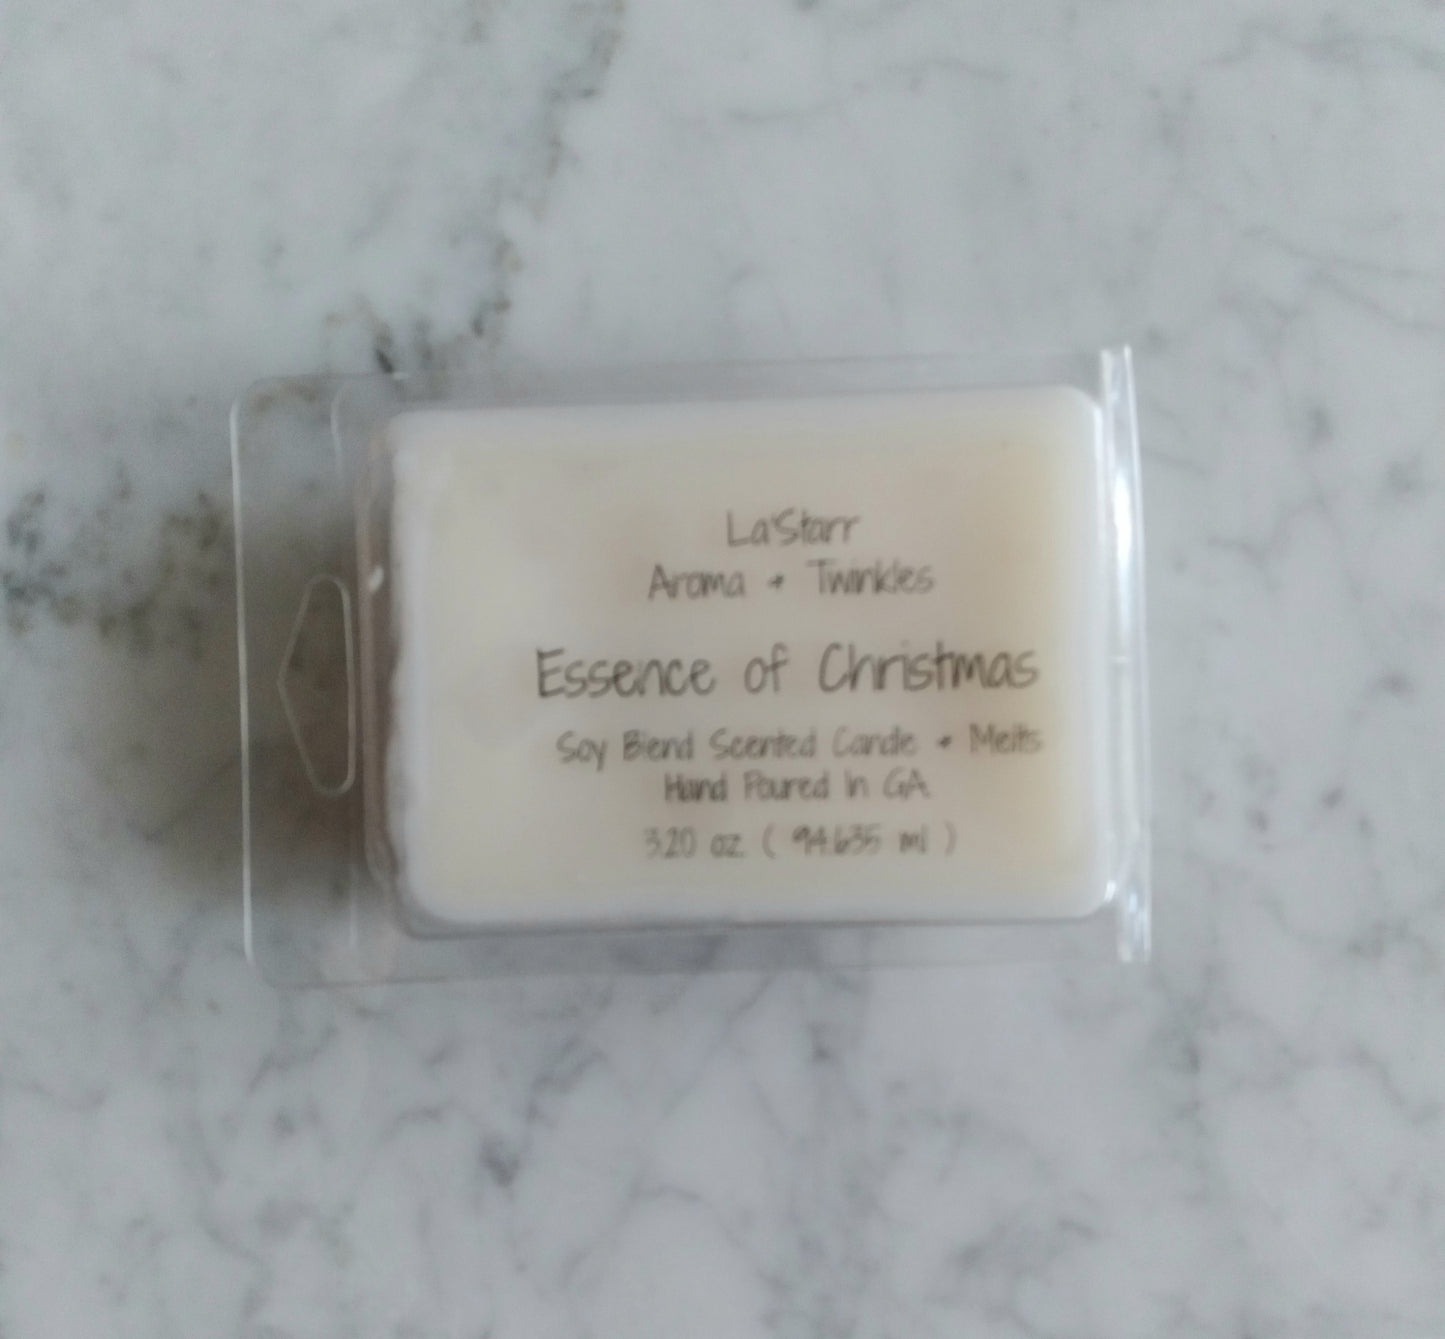 La'Starr
Aroma + Twinkles
Essence of Christmas
Soy Blend Scented Candle + Melts
Hand Poured In GA
3.20 oz. ( 94.635 ml )